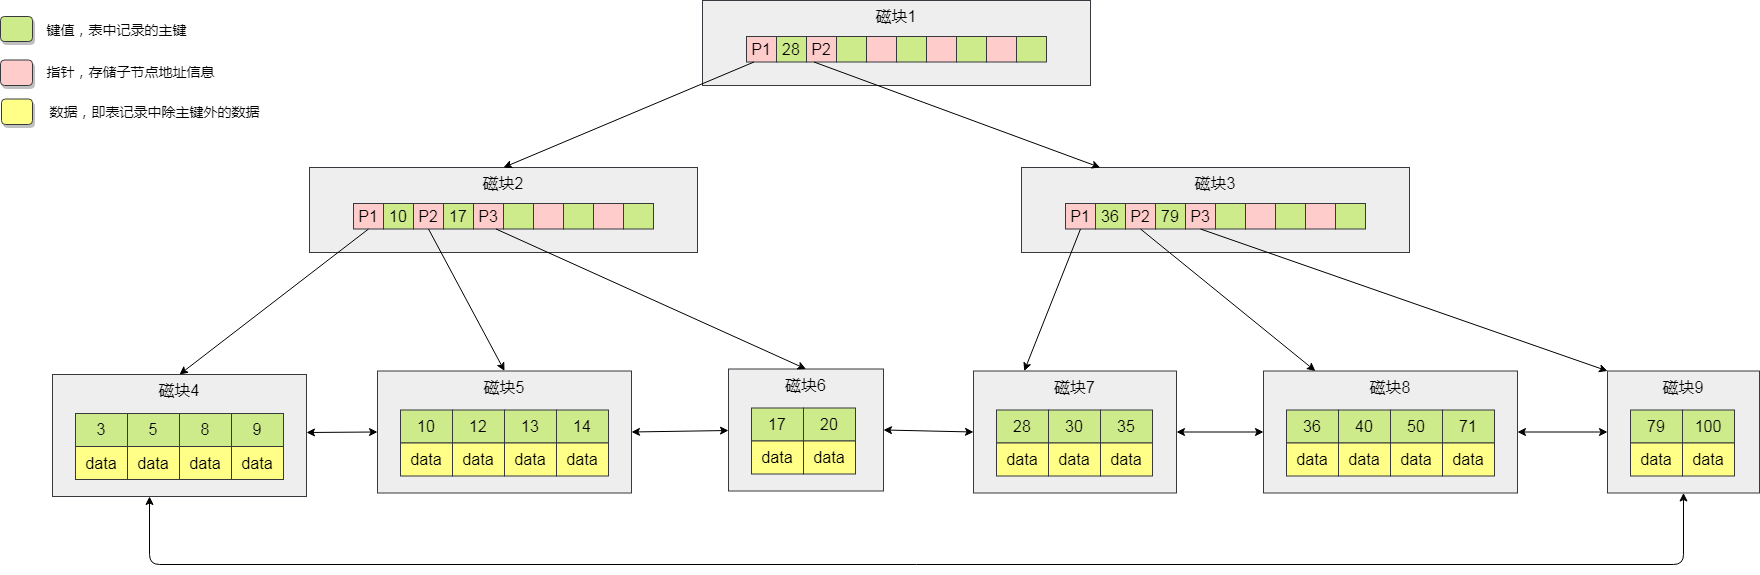 键值，表中记录的主键
指针，存储子节点地址信息
数据，即表记录中除主键外的数据
磁块1
P1 28 P2
磁块2
P1 10 P2 17 P3
磁块3
P1 36 P2 79 P3
磁块4
3 5 8 9
data data data data
磁块5
10 12 13 14
data data data data
磁块6
17 20
data data
磁块7
28 30 35
data data data
磁块8
36 40 50 71
data data data data
磁块9
79 100
data data